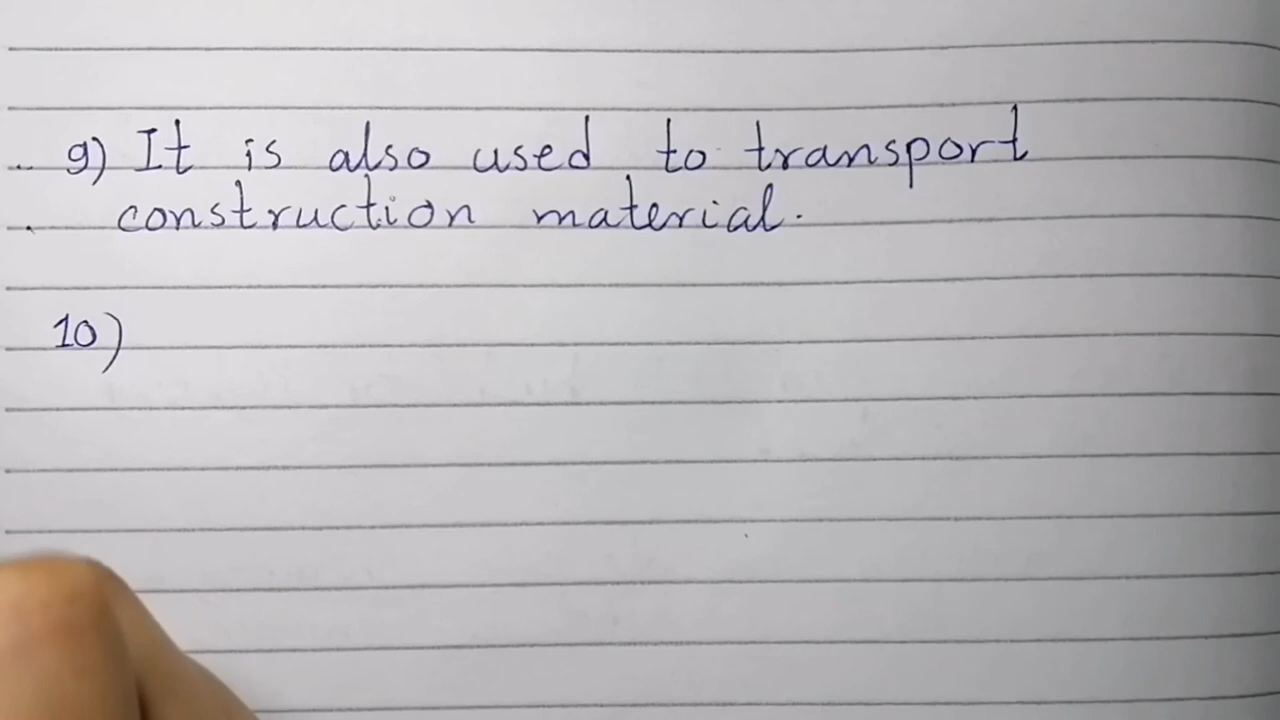 9) It is also used to transport
construction material.
10)